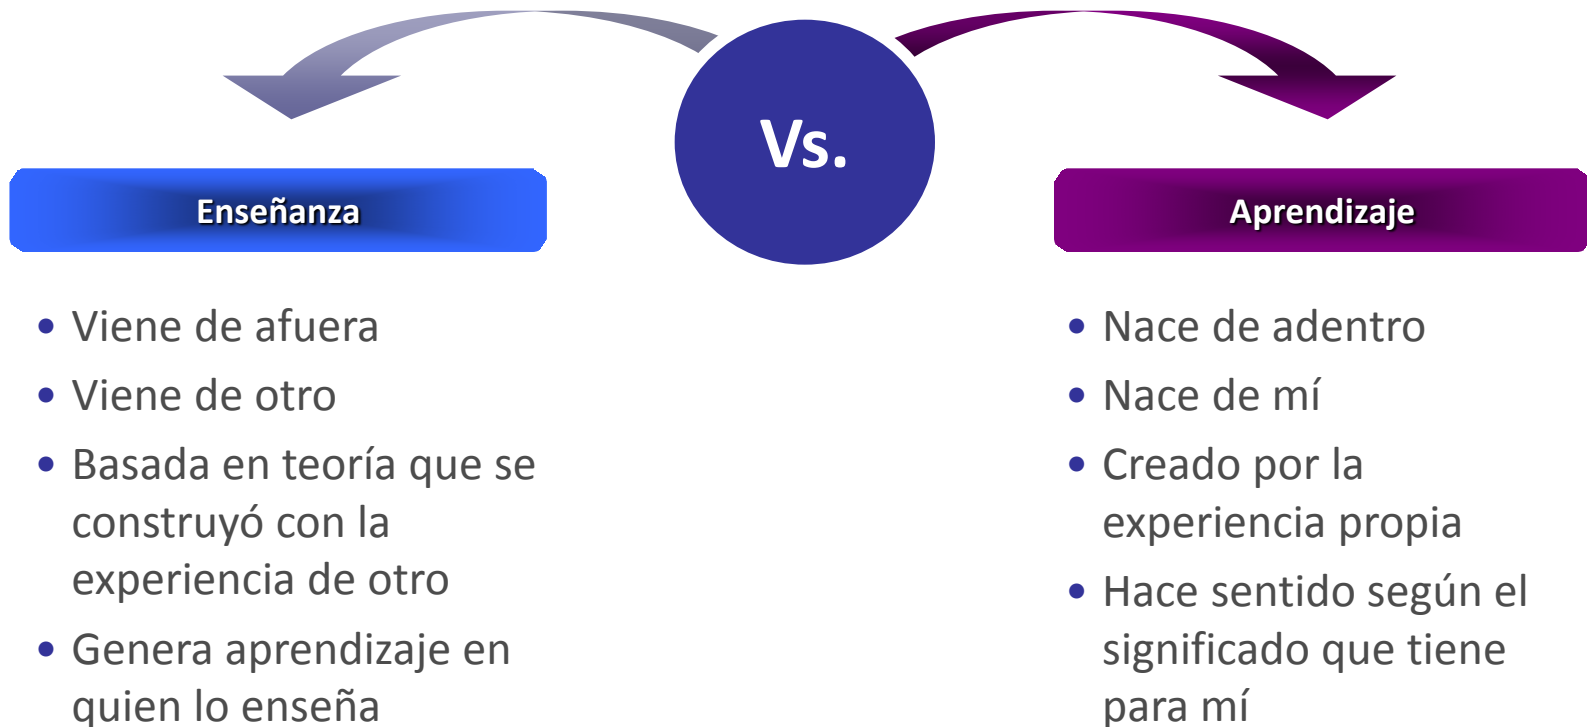 Vs.
Enseñanza
• Viene de afuera
• Viene de otro
• Basada en teoría que se
construyó con la
experiencia de otro
• Genera aprendizaje en
quien lo enseña
Aprendizaje
• Nace de adentro
• Nace de mí
• Creado por la
experiencia propia
• Hace sentido según el
significado que tiene
para mí